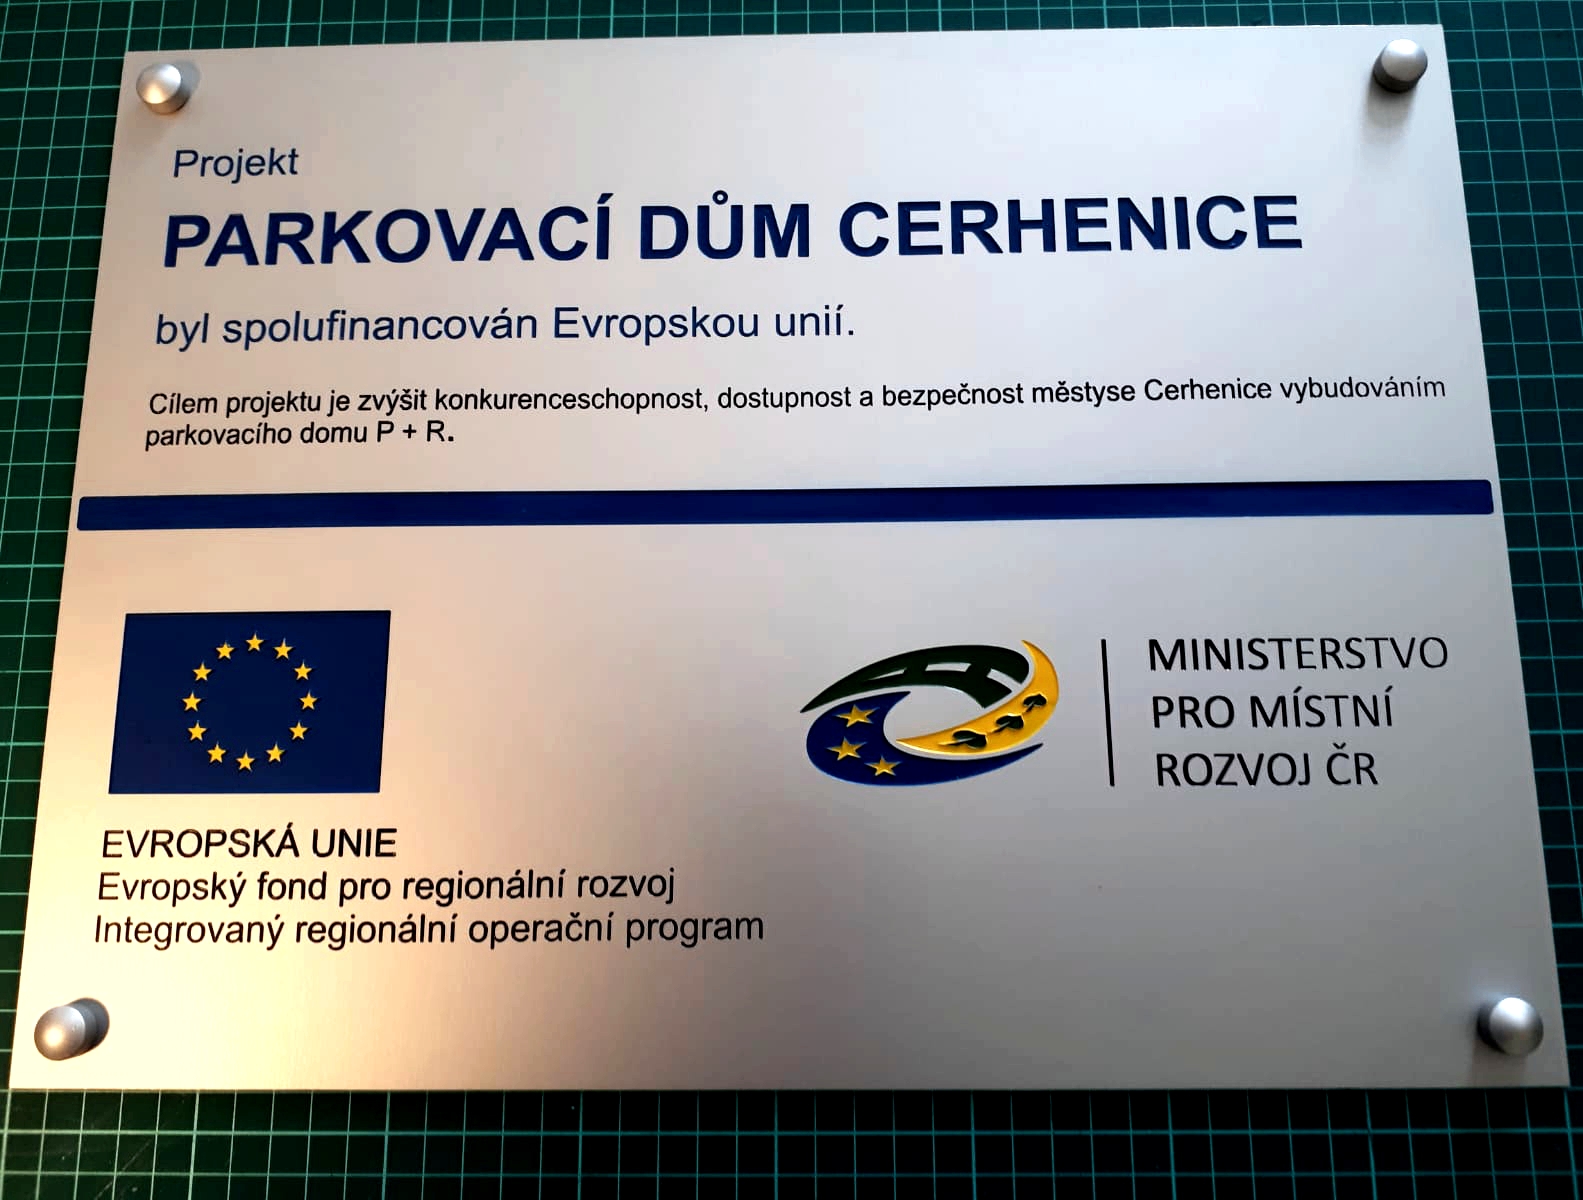 Projekt
PARKOVACÍ DŮM CERHENICE
byl spolufinancován Evropskou unií.
Cílem projektu je zvýšit konkurenceschopnost, dostupnost a bezpečnost městyse Cerhenice vybudováním
parkovacího domu P + R.
MINISTERSTVO
PRO MÍSTNÍ
ROZVOJ ČR
EVROPSKÁ UNIE
Evropský fond pro regionální rozvoj
Integrovaný regionální operační program